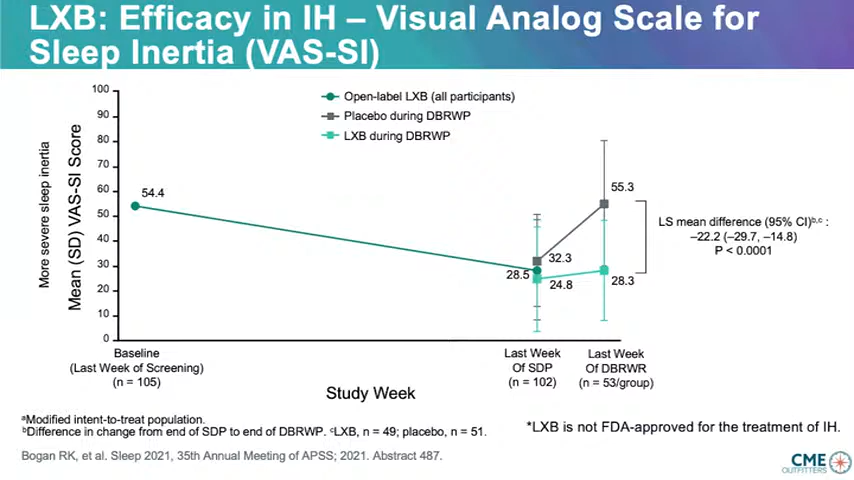 LXB: Efficacy in IH – Visual Analog Scale for
Sleep Inertia (VAS-SI)
More severe sleep inertia
Mean (SD) VAS-SI Score
100
90
80
70
60
50
40
30
20
10
0
Open-label LXB (all participants)
Placebo during DBRWP
LXB during DBRWP
54.4
28.5
32.3
24.8
55.3
28.3
LS mean difference (95% CI)b,c :
–22.2 (–29.7, –14.8)
P < 0.0001
Baseline
(Last Week of Screening)
(n = 105)
Last Week
Of SDP
(n = 102)
Last Week
Of DBRWR
(n = 53/group)
Study Week
aModified intent-to-treat population.
bDifference in change from end of SDP to end of DBRWP. cLXB, n = 49; placebo, n = 51.
*LXB is not FDA-approved for the treatment of IH.
Bogan RK, et al. Sleep 2021, 35th Annual Meeting of APSS; 2021. Abstract 487.
CME
OUTFITTERS